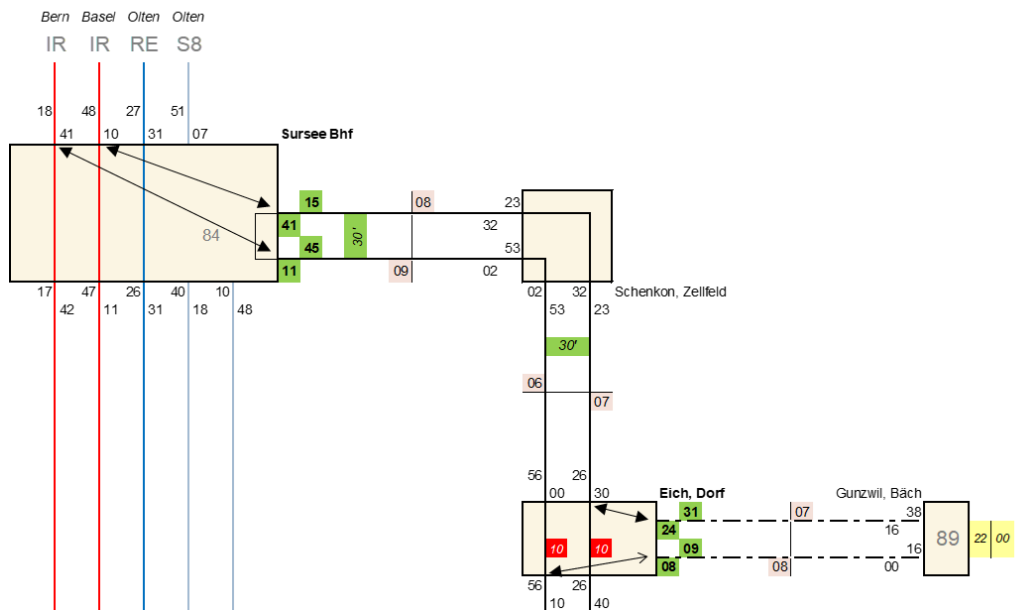 Bern Basel Olten Olten
IR IR RE S8
18 48 27 51
41 10 31 07 Sursee Bhf
15 08 23
41 32
84 30'
45 53
11 09 02
17 47 26 40 10 02 32 Schenkon, Zellfeld
42 11 31 18 48 53 23
30'
06
07
56 26
00 30 Eich, Dorf Gunzwil, Bäch
31 07 38
24 16
10 10 89 22 00
09 16
08 08 00
56 26
10 40